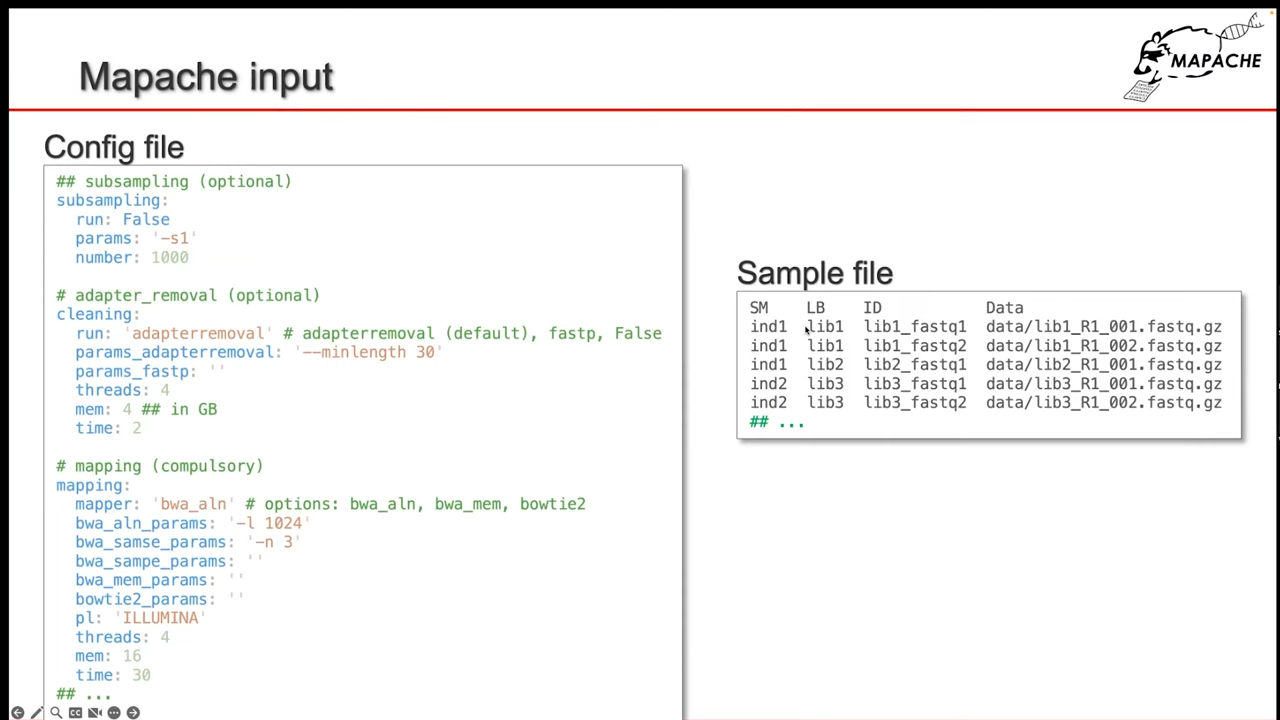 Mapache input
MAPACHE
Config file
## subsampling (optional)
subsampling:
  run: False
  params: '-s1'
  number: 1000

# adapter_removal (optional)
cleaning:
  run: 'adapterremoval' # adapterremoval (default), fastp, False
  params_adapterremoval: '--minlength 30'
  params_fastp: ''
  threads: 4
  mem: 4 ## in GB
  time: 2

# mapping (compulsory)
mapping:
  mapper: 'bwa_aln' # options: bwa_aln, bwa_mem, bowtie2
  bwa_aln_params: '-l 1024'
  bwa_samse_params: '-n 3'
  bwa_sampe_params: ''
  bwa_mem_params: ''
  bowtie2_params: ''
  pl: 'ILLUMINA'
  threads: 4
  mem: 16
  time: 30
## ...
Sample file
SM LB ID Data
ind1 lib1 lib1_fastq1 data/lib1_R1_001.fastq.gz
ind1 lib1 lib1_fastq2 data/lib1_R1_002.fastq.gz
ind1 lib2 lib2_fastq1 data/lib2_R1_001.fastq.gz
ind2 lib3 lib3_fastq1 data/lib3_R1_001.fastq.gz
ind2 lib3 lib3_fastq2 data/lib3_R1_002.fastq.gz
## ...
CC